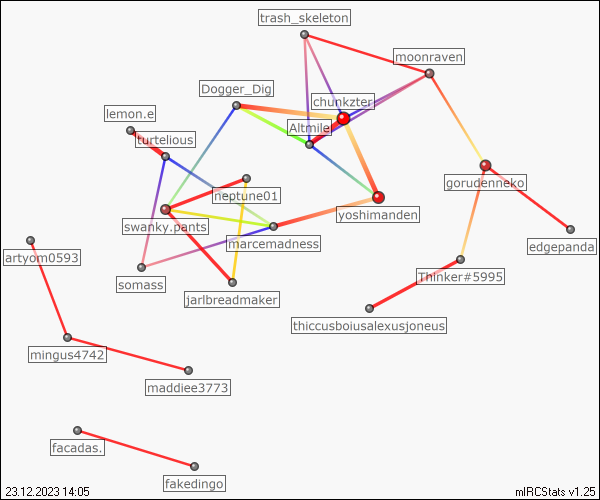 trash_skeleton
moonraven
Dogger_Dig
chunkzter
lemon.e
Altmile
turtelious
gorudenneko
neptune01
yoshimanden
swanky.pants
marcemadness
edgepanda
artyom0593
Thinker#5995
somass
jarlbreadmaker
thiccusboiusalexusjoneus
mingus4742
maddiee3773
facadas.
fakedingo
23.12.2023 14:05
mIRCStats v1.25